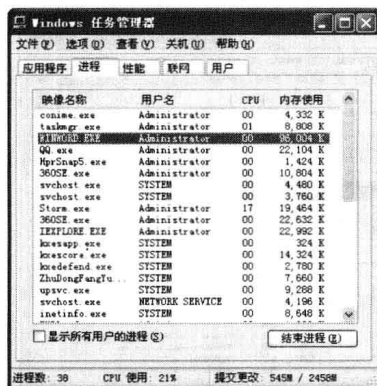 Windows 任务管理器
文件(F) 选项(O) 查看(V) 关机(U) 帮助(H)
应用程序 进程 性能 联网 用户
映像名称 用户名 CPU 内存使用
conime.exe Administrator 00 4,332 K
taskmgr.exe Administrator 01 8,808 K
WINWORD.EXE Administrator 00 96,004 K
QQ.exe Administrator 00 22,104 K
HprSnap5.exe Administrator 00 1,424 K
360SE.exe Administrator 00 10,804 K
svchost.exe SYSTEM 00 4,480 K
svchost.exe SYSTEM 00 3,760 K
Storm.exe Administrator 17 19,464 K
360SE.exe Administrator 00 22,632 K
IEXPLORE.EXE Administrator 00 22,992 K
kxesapp.exe SYSTEM 00 324 K
kxescore.exe SYSTEM 00 14,324 K
kxedefend.exe SYSTEM 00 2,780 K
ZhuDongFangYu... SYSTEM 00 7,660 K
upsvc.exe SYSTEM 00 9,288 K
svchost.exe NETWORK SERVICE 00 4,196 K
inetinfo.exe SYSTEM 00 8,648 K
显示所有用户的进程(S) 结束进程(E)
进程数: 38 CPU 使用: 21% 提交更改: 545M / 2458M